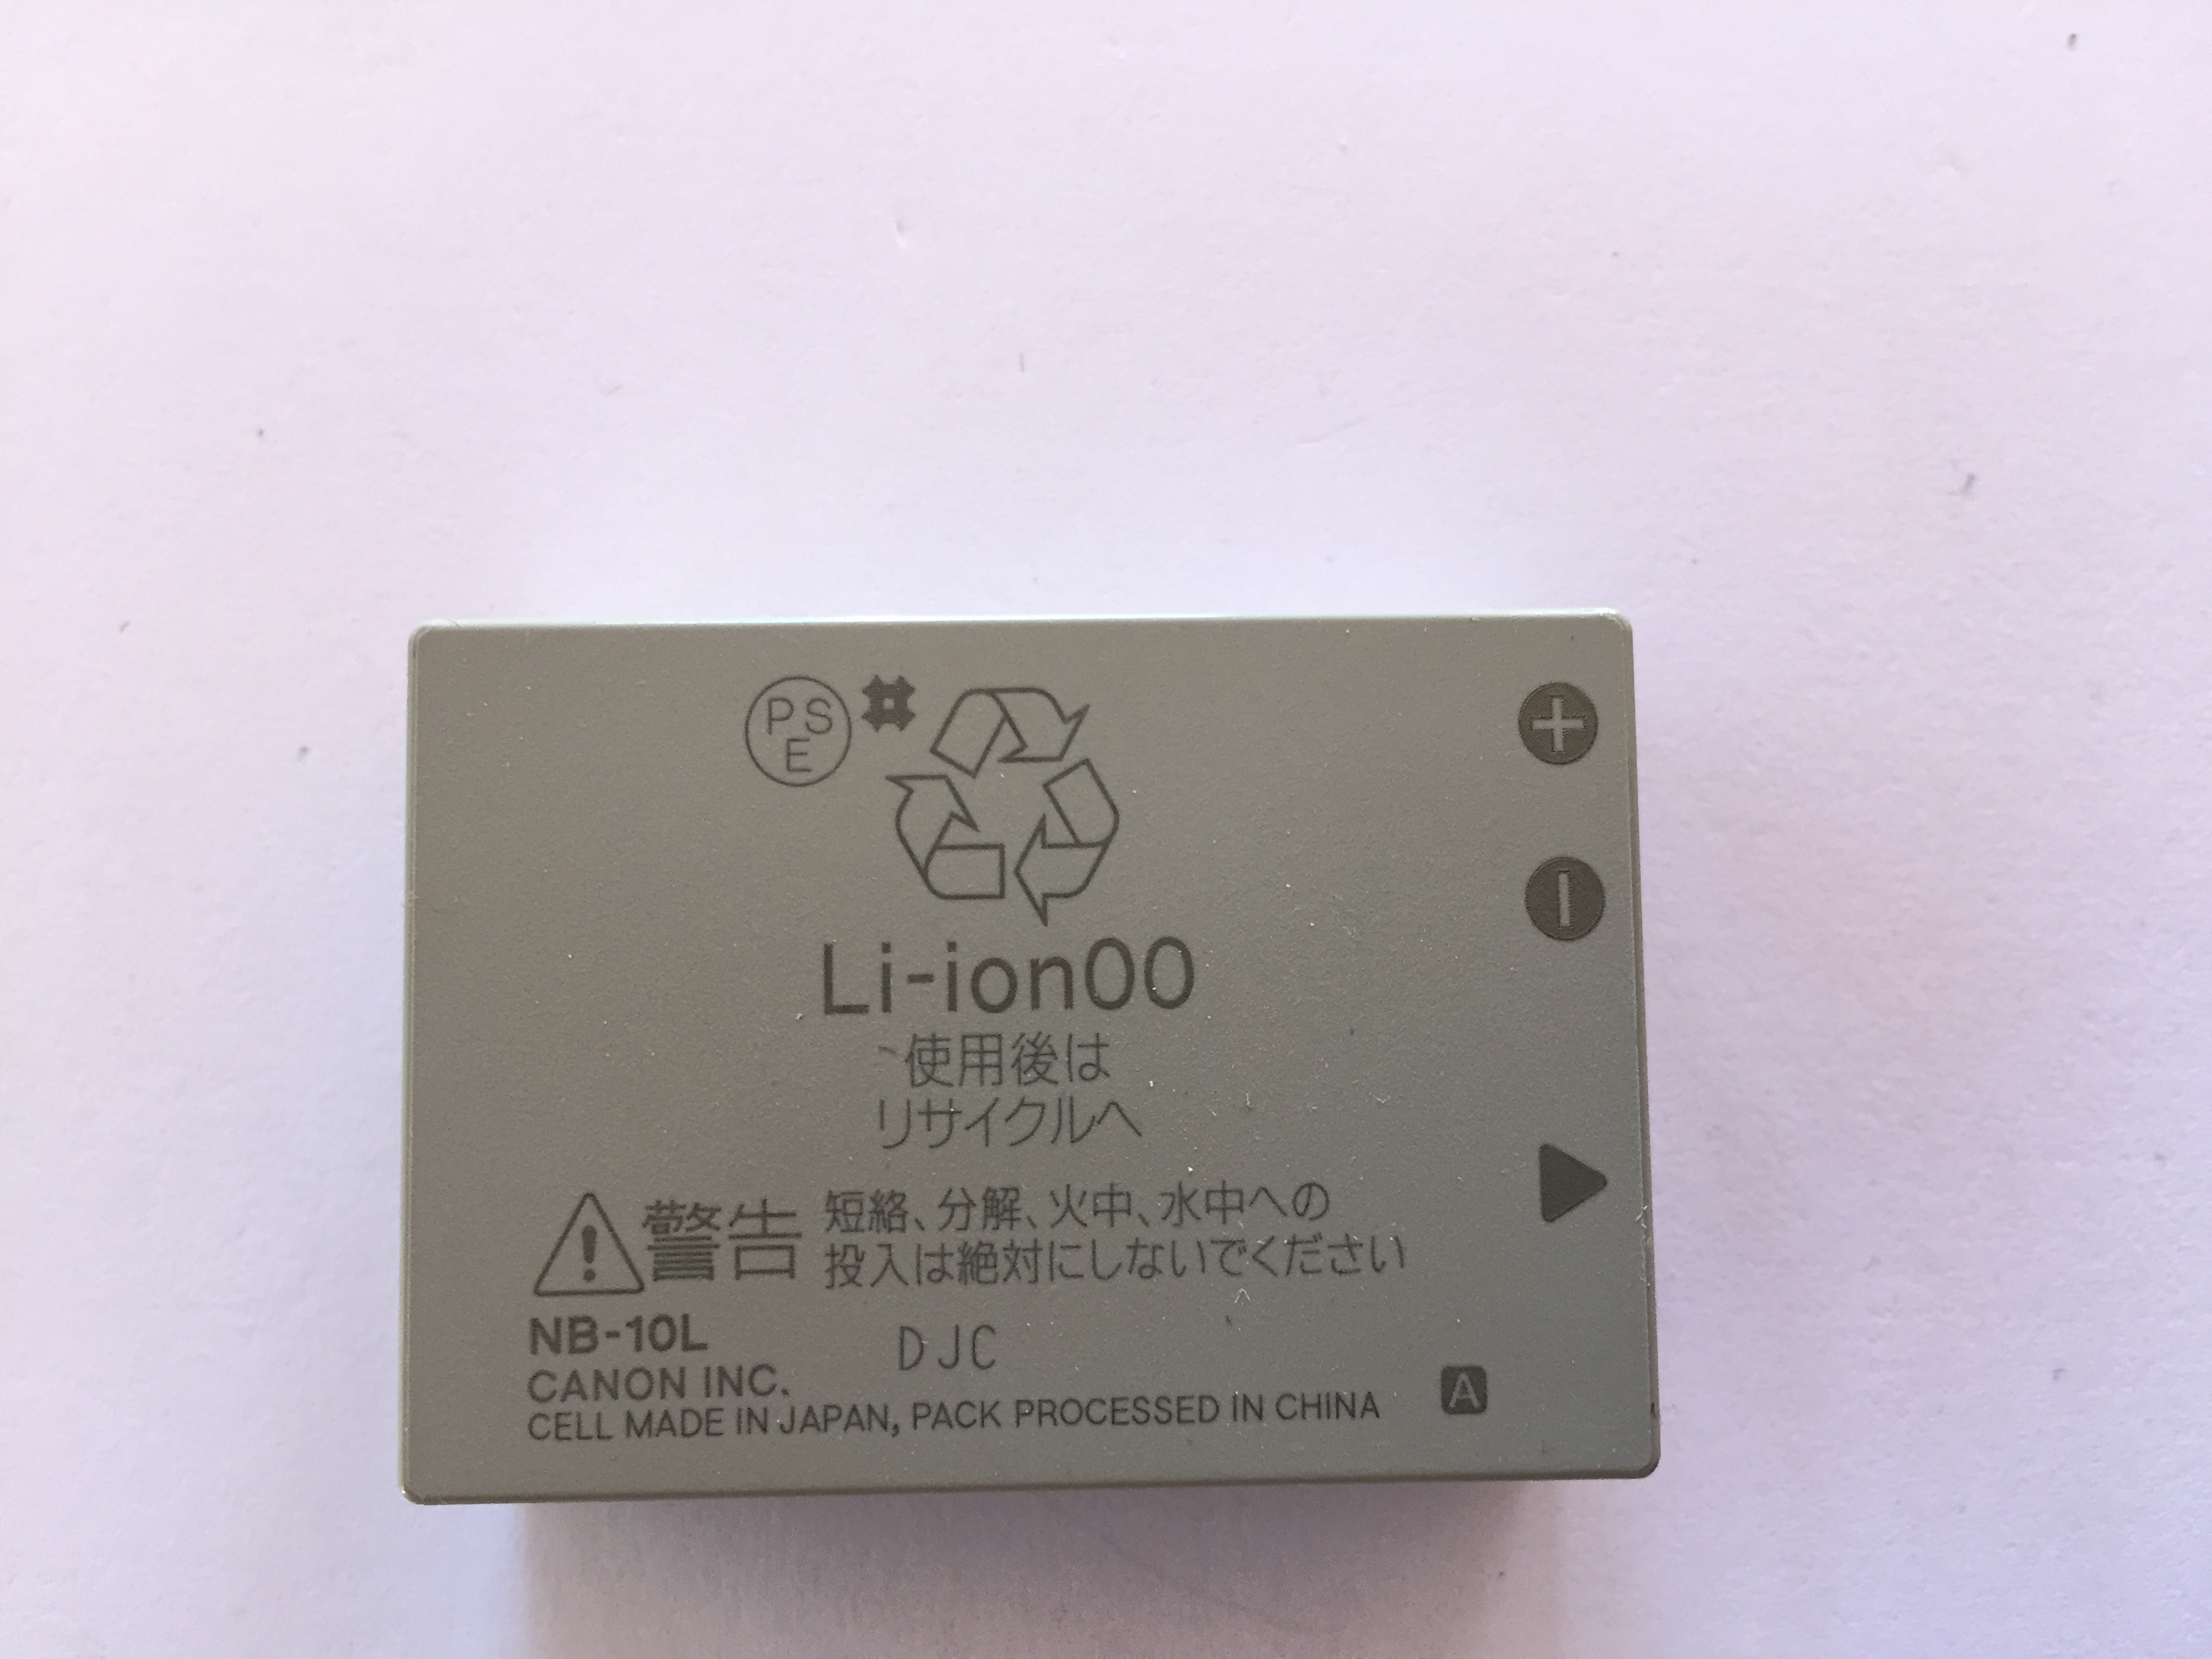 PSE
Li-ion00
使用後は
リサイクルへ
警告 短絡、分解、火中、水中への
投入は絶対にしないでください
NB-10L DJC
CANON INC.
CELL MADE IN JAPAN, PACK PROCESSED IN CHINA A